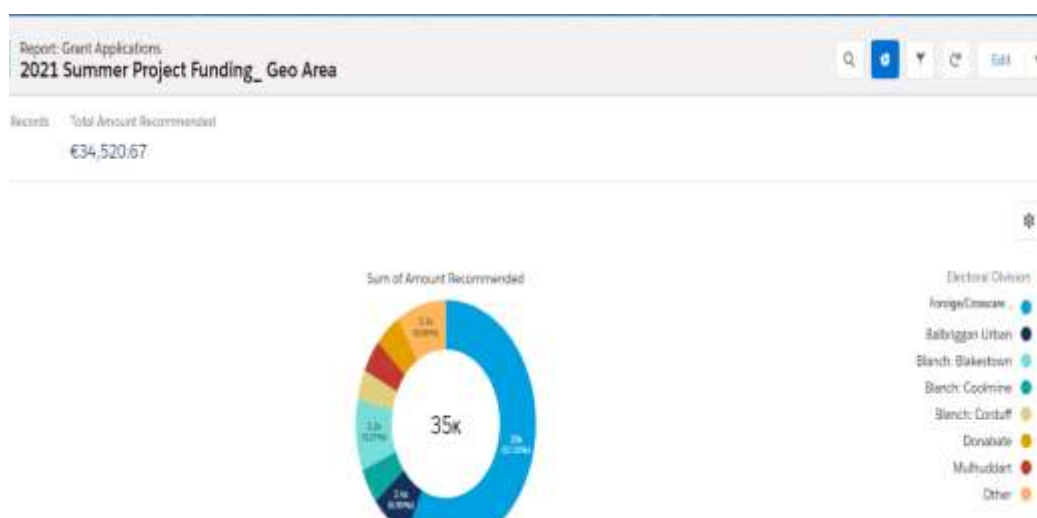 Report: Grant Applications
2021 Summer Project Funding_ Geo Area
Edit
Records Total Amount Recommended
€34,520.67
Sum of Amount Recommended
35K
Electoral Division
Balbriggan Urban
Blanch: Blakestown
Blanch: Coolmine
Blanch: Corduff
Donabate
Mulhuddart
Other